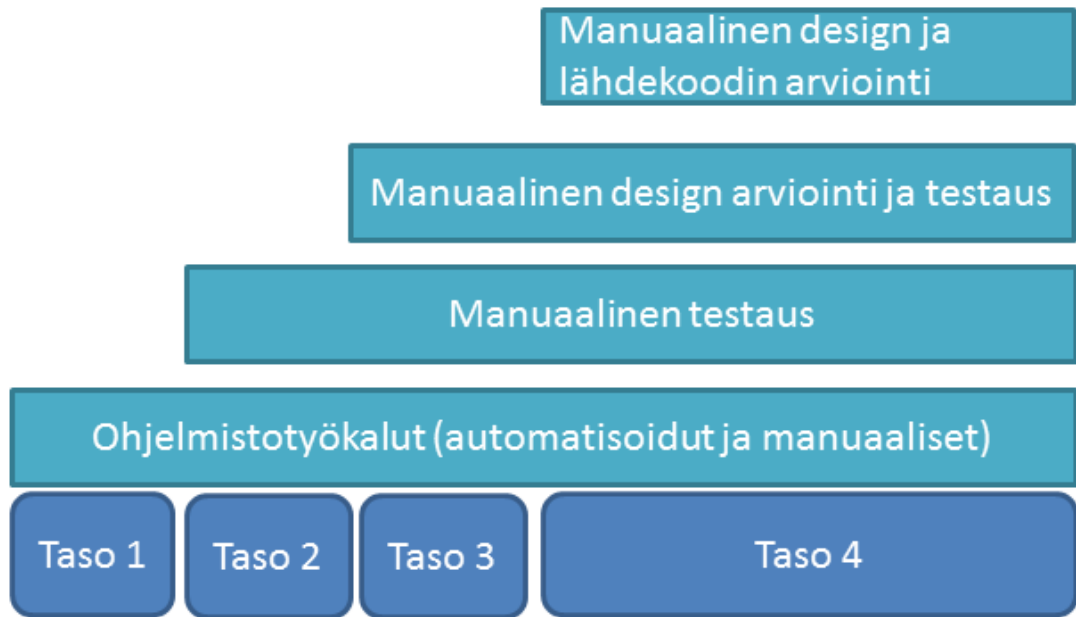 Manuaalinen design ja
lähdekoodin arviointi
Manuaalinen design arviointi ja testaus
Manuaalinen testaus
Ohjelmistotyökalut (automatisoidut ja manuaaliset)
Taso 1
Taso 2
Taso 3
Taso 4